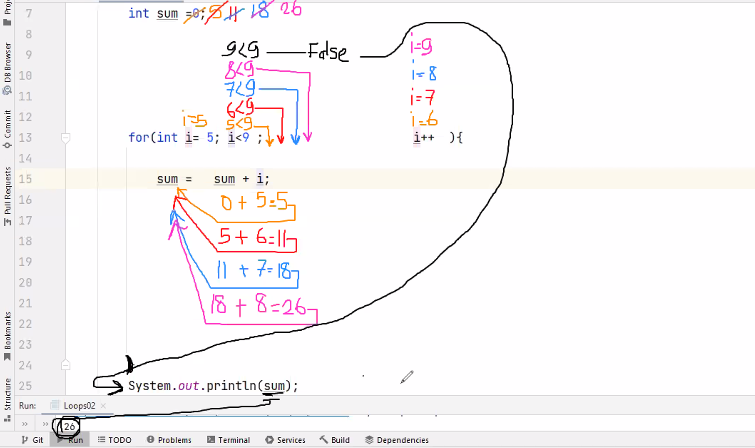 Proj
7 int sum =0; 5 11 18 26
8
9 9<9 False i=9
10 8<9 i=8
11 7<9 i=7
12 6<9
i=5 5<9 i=6
13 for(int i= 5; i<9 ; i++ ){
14
15 sum = sum + i;
16 0 + 5=5
17
18 5 + 6=11
19 11 + 7=18
20
21 18 + 8=26
22
24
25 System.out.println(sum);
DB Browser
Commit
Pull Requests
Bookmarks
Structure
Run: Loops02
26
Git Run TODO Problems Terminal Services Build Dependencies